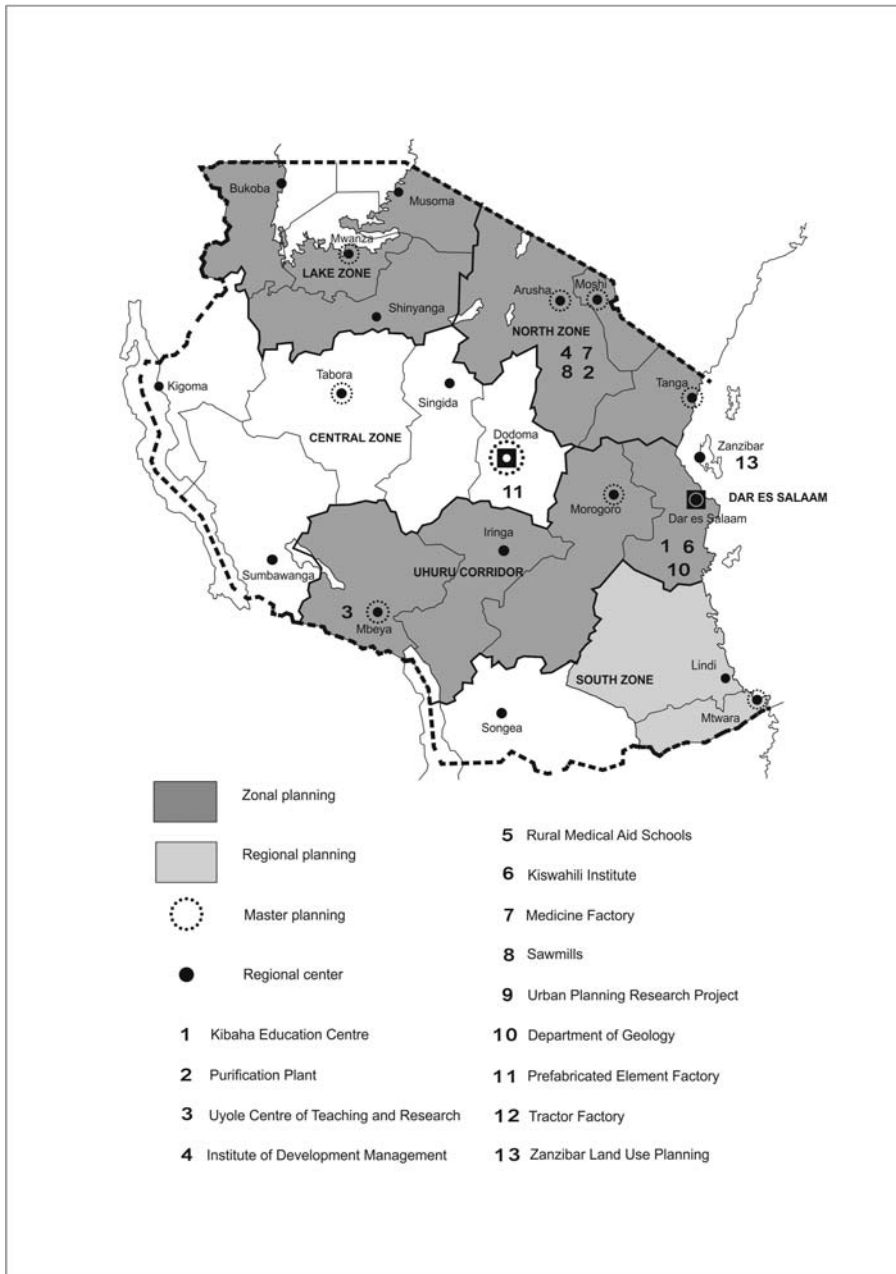 Bukoba
Musoma
Mwanza
LAKE ZONE
Arusha
Moshi
Shinyanga
NORTH ZONE
4 7
8 2
Kigoma
Tabora
Singida
Tanga
CENTRAL ZONE
Dodoma
Zanzibar
13
11
DAR ES SALAAM
Morogoro
Dar es Salaam
Iringa
1 6
10
Sumbawanga
UHURU CORRIDOR
3
Mbeya
SOUTH ZONE
Lindi
Songea
Mtwara
Zonal planning
Regional planning
Master planning
Regional center
1 Kibaha Education Centre
2 Purification Plant
3 Uyole Centre of Teaching and Research
4 Institute of Development Management
5 Rural Medical Aid Schools
6 Kiswahili Institute
7 Medicine Factory
8 Sawmills
9 Urban Planning Research Project
10 Department of Geology
11 Prefabricated Element Factory
12 Tractor Factory
13 Zanzibar Land Use Planning